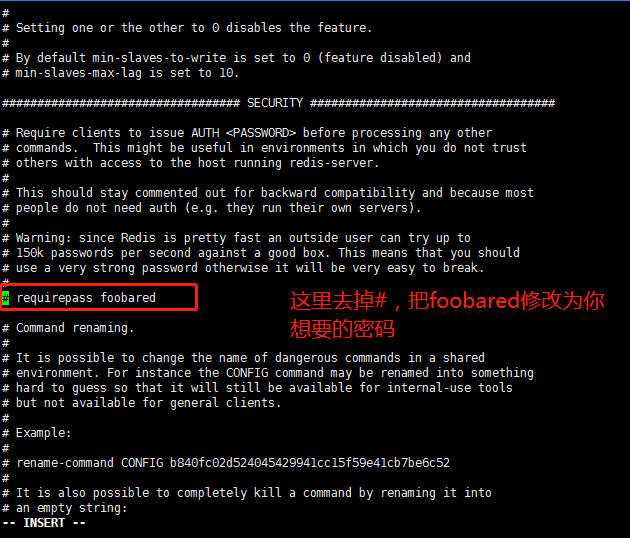 #
# Setting one or the other to 0 disables the feature.
#
# By default min-slaves-to-write is set to 0 (feature disabled) and
# min-slaves-max-lag is set to 10.
################################## SECURITY ###################################
# Require clients to issue AUTH <PASSWORD> before processing any other
# commands.  This might be useful in environments in which you do not trust
# others with access to the host running redis-server.
#
# This should stay commented out for backward compatibility and because most
# people do not need auth (e.g. they run their own servers).
#
# Warning: since Redis is pretty fast an outside user can try up to
# 150k passwords per second against a good box. This means that you should
# use a very strong password otherwise it will be very easy to break.
#
# requirepass foobared
这里去掉#，把foobared修改为你
想要的密码
# Command renaming.
#
# It is possible to change the name of dangerous commands in a shared
# environment. For instance the CONFIG command may be renamed into something
# hard to guess so that it will still be available for internal-use tools
# but not available for general clients.
#
# Example:
#
# rename-command CONFIG b840fc02d524045429941cc15f59e41cb7be6c52
#
# It is also possible to completely kill a command by renaming it into
# an empty string:
-- INSERT --